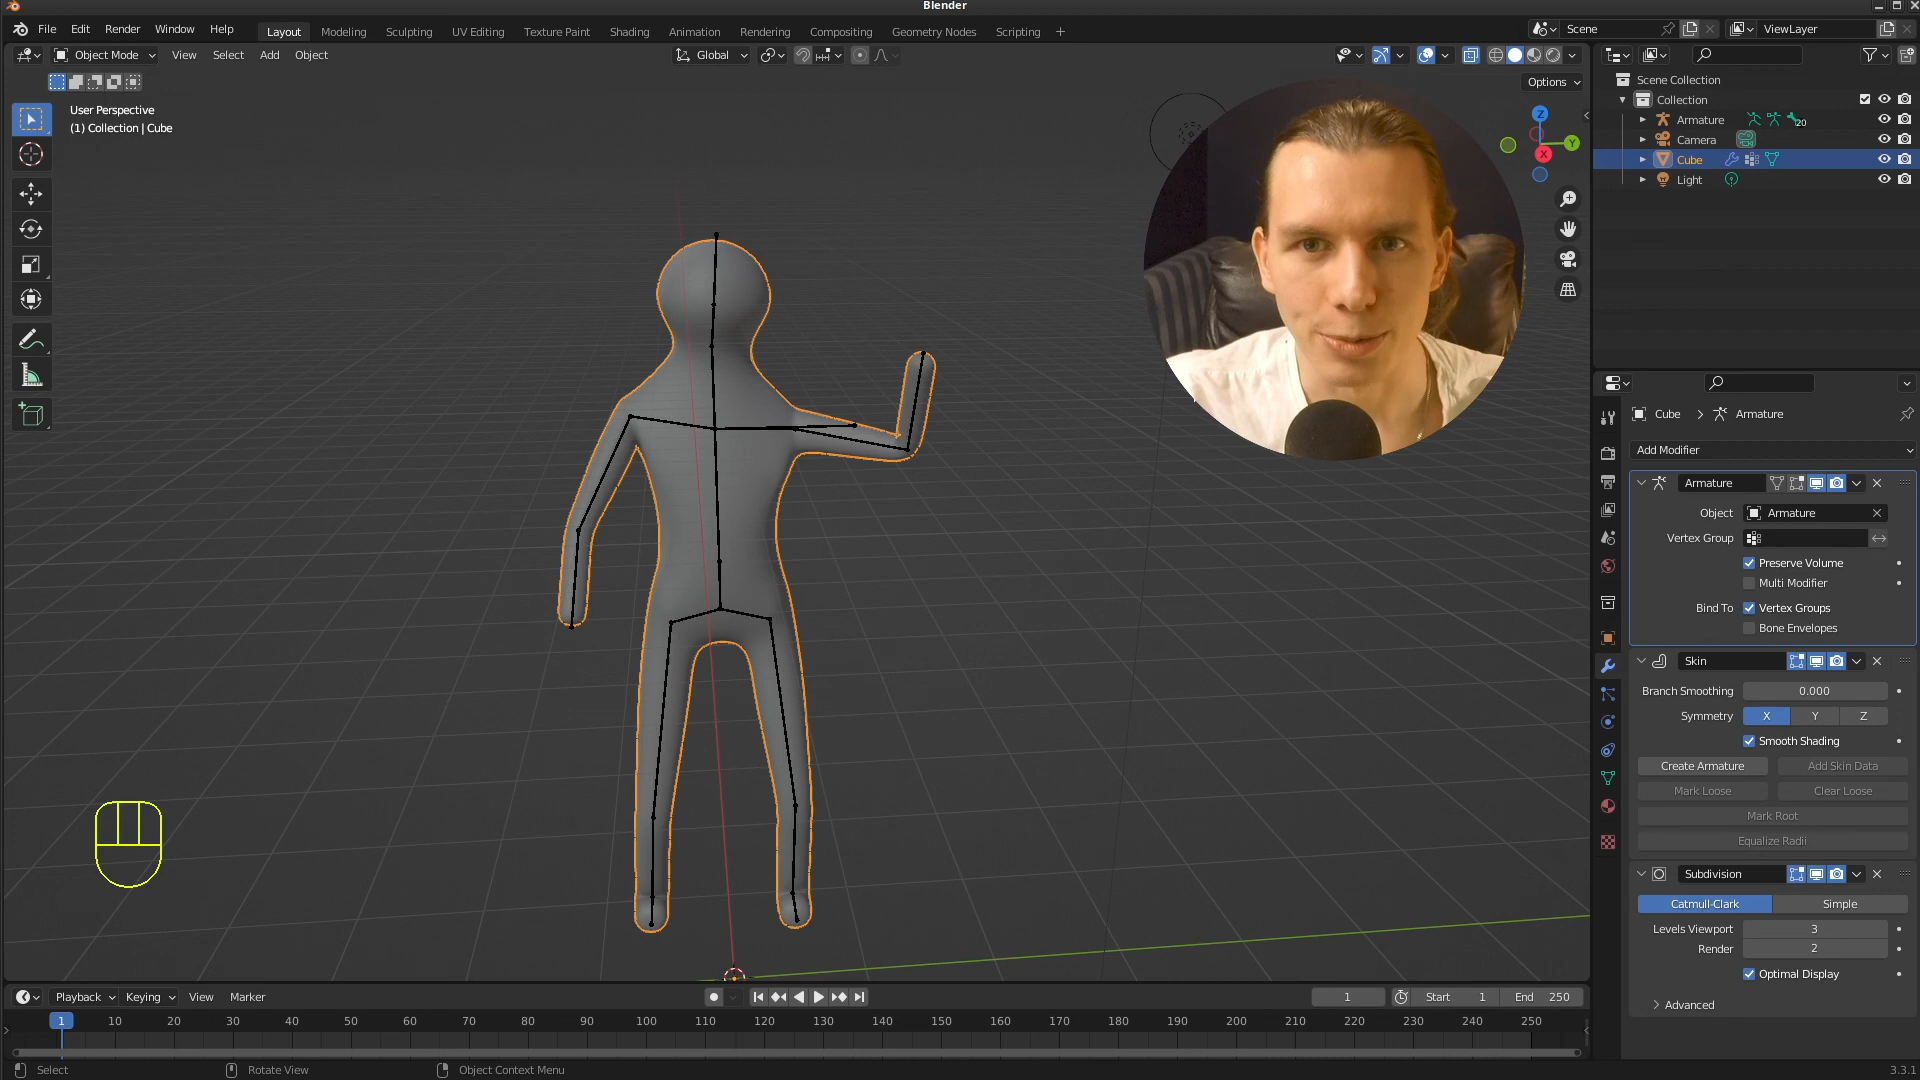 Blender
File Edit Render Window Help Layout Modeling Sculpting UV Editing Texture Paint Shading Animation Rendering Compositing Geometry Nodes Scripting + Scene ViewLayer
Object Mode View Select Add Object Global
Options
User Perspective
(1) Collection | Cube
Z
Y
X
Scene Collection
Collection
Armature 20
Camera
Cube
Light
Cube > Armature
Add Modifier
Armature
Object Armature
Vertex Group
Preserve Volume
Multi Modifier
Bind To Vertex Groups
Bone Envelopes
Skin
Branch Smoothing 0.000
Symmetry X Y Z
Smooth Shading
Create Armature Add Skin Data
Mark Loose Clear Loose
Mark Root
Equalize Radii
Subdivision
Catmull-Clark Simple
Levels Viewport 3
Render 2
Optimal Display
Advanced
Playback Keying View Marker 1 Start 1 End 250
1 10 20 30 40 50 60 70 80 90 100 110 120 130 140 150 160 170 180 190 200 210 220 230 240 250
Select Rotate View Object Context Menu 3.3.1